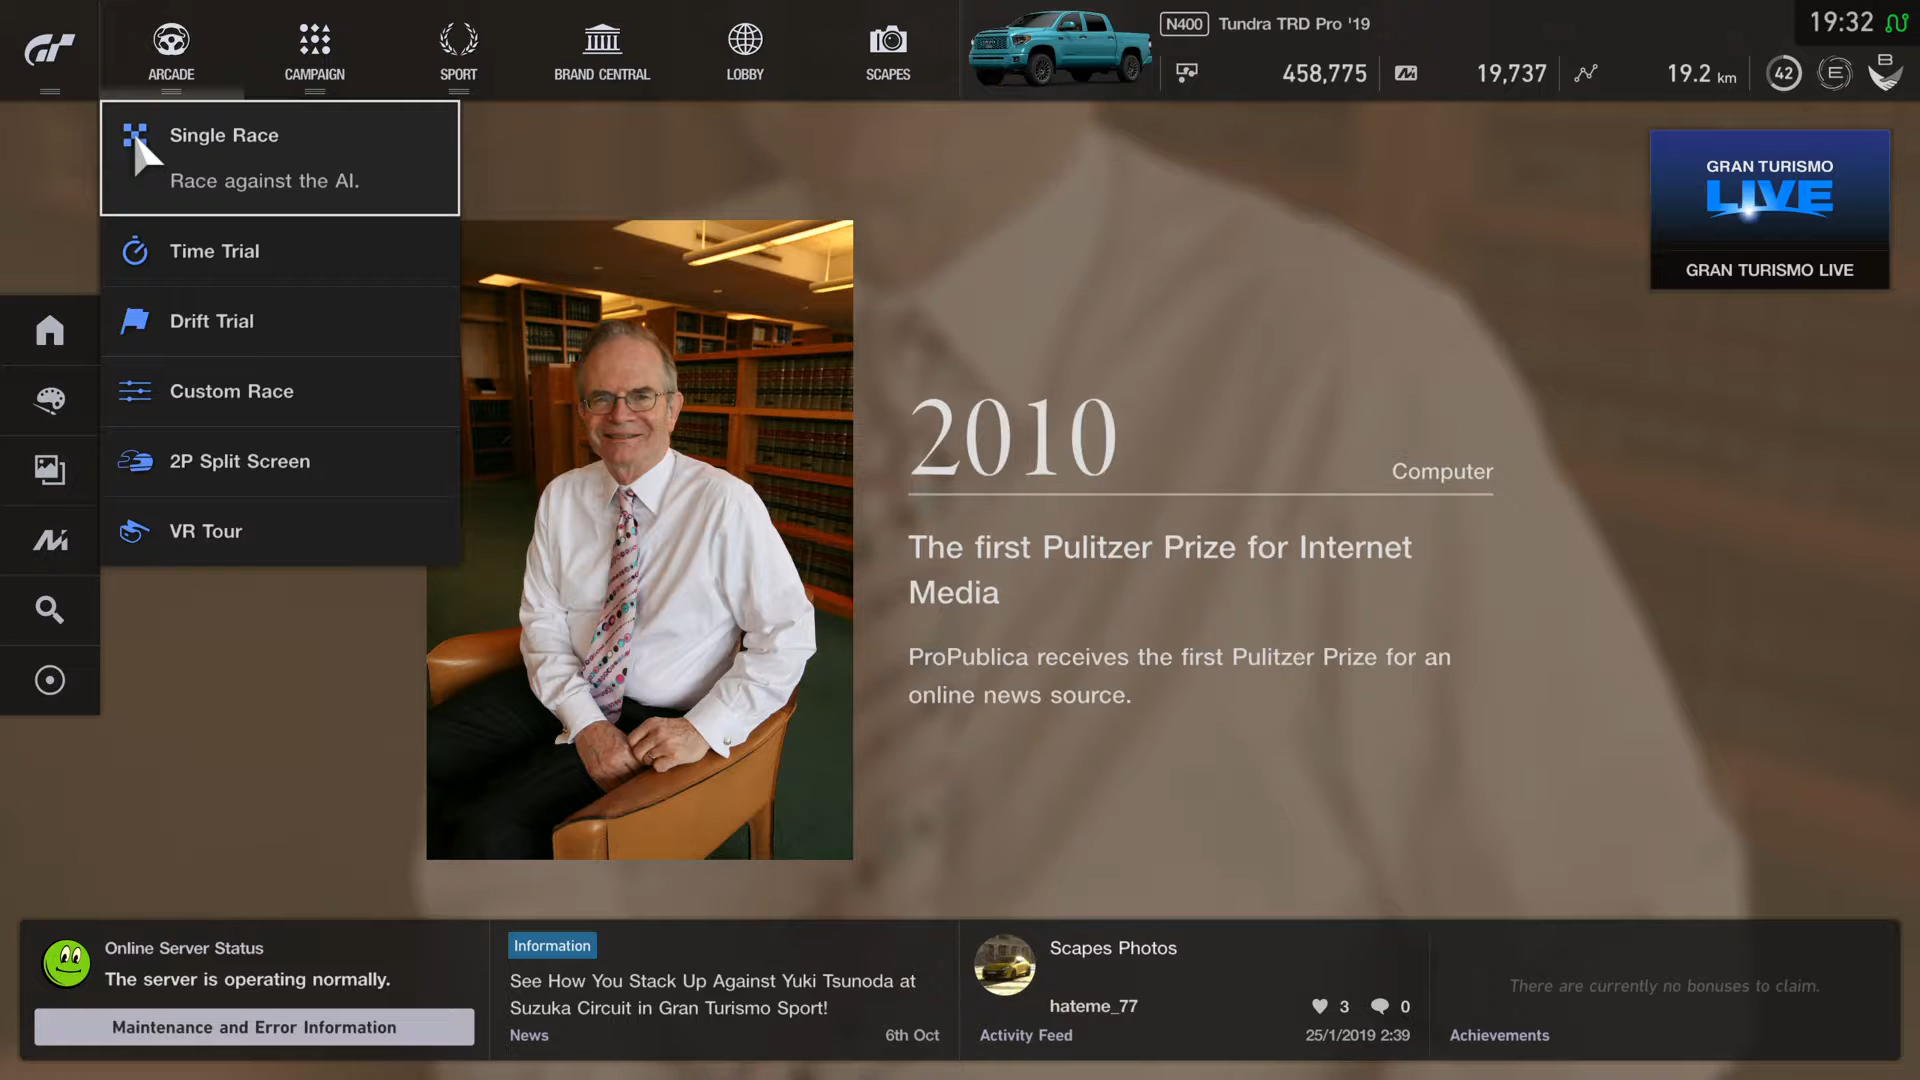 ARCADE
CAMPAIGN
SPORT
BRAND CENTRAL
LOBBY
SCAPES
N400 Tundra TRD Pro '19
458,775
19,737
19.2 km
19:32
42
E
B
Single Race
Race against the AI.
Time Trial
Drift Trial
Custom Race
2P Split Screen
VR Tour
GRAN TURISMO
LIVE
GRAN TURISMO LIVE
2010
Computer
The first Pulitzer Prize for Internet
Media
ProPublica receives the first Pulitzer Prize for an
online news source.
Online Server Status
The server is operating normally.
Maintenance and Error Information
Information
See How You Stack Up Against Yuki Tsunoda at
Suzuka Circuit in Gran Turismo Sport!
News
6th Oct
Scapes Photos
hateme_77
3
0
Activity Feed
25/1/2019 2:39
There are currently no bonuses to claim.
Achievements